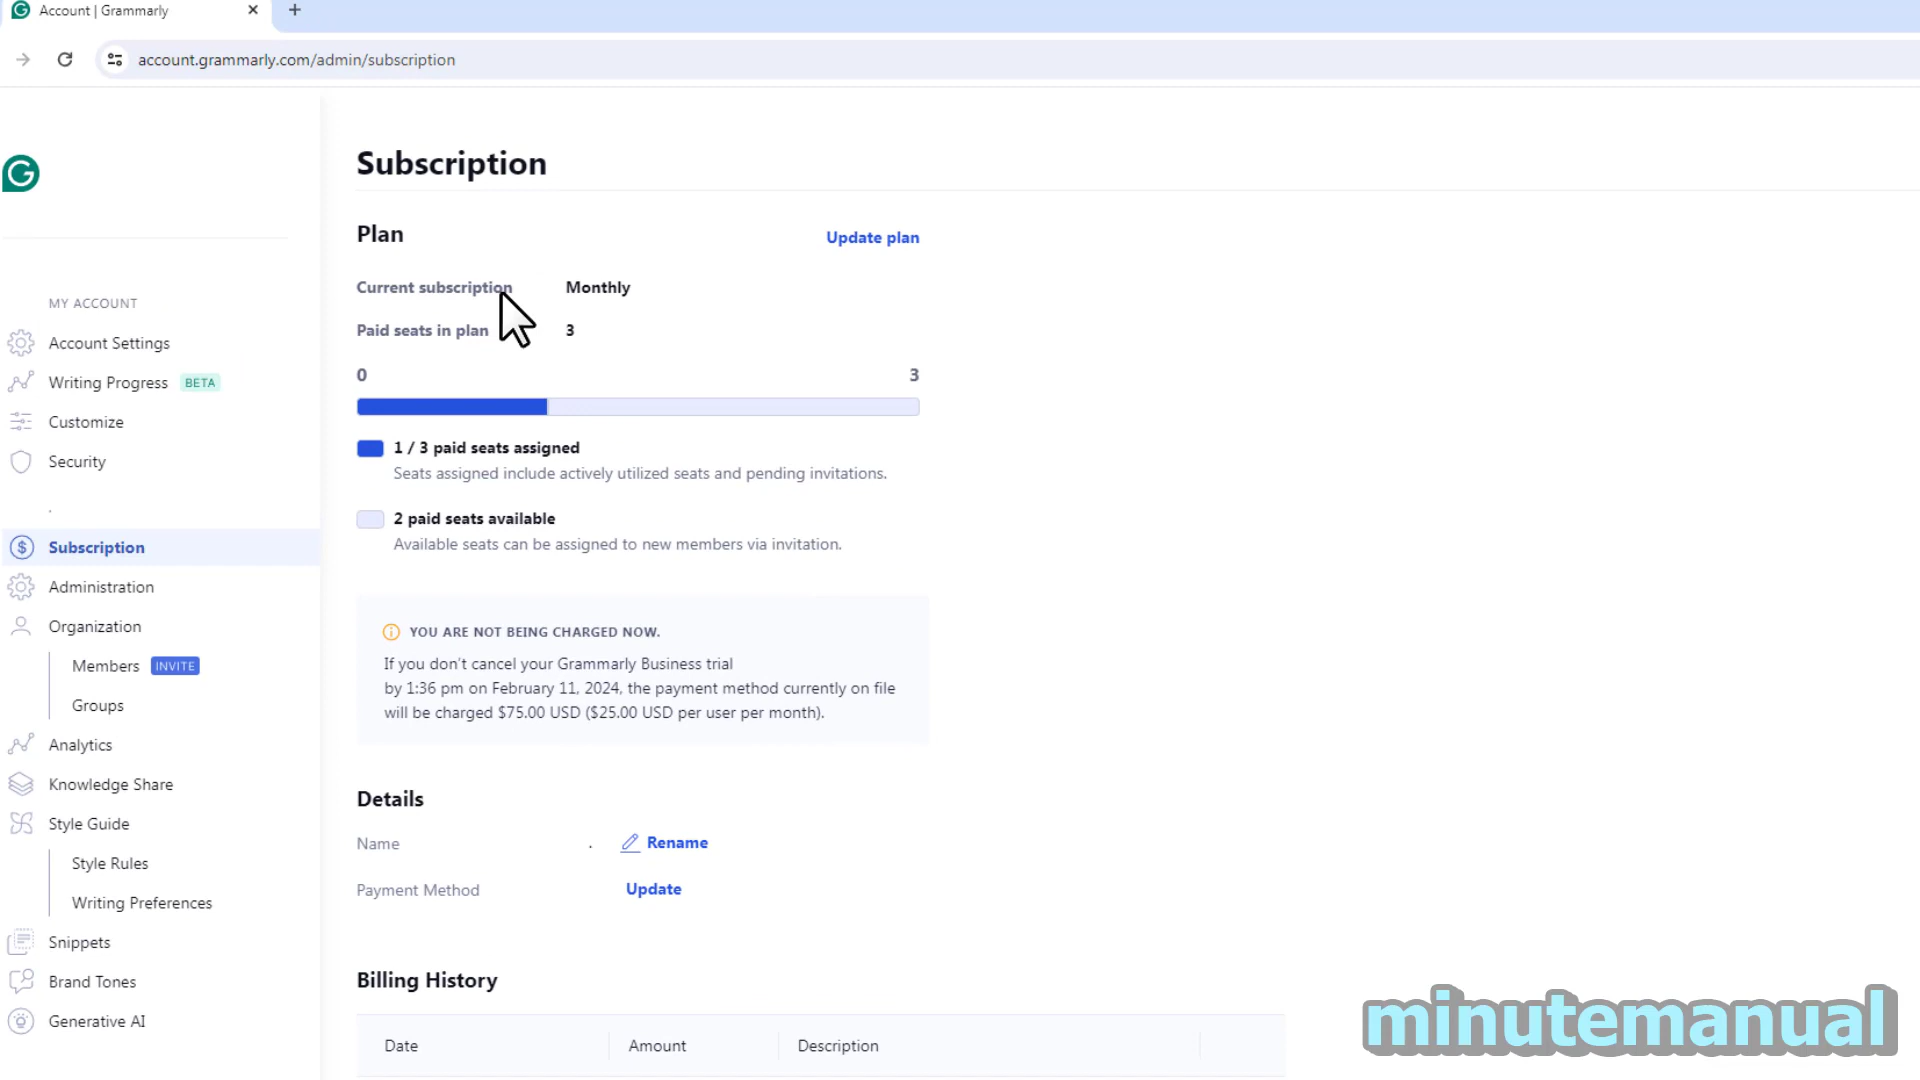 Account | Grammarly
account.grammarly.com/admin/subscription
G
MY ACCOUNT
Account Settings
Writing Progress BETA
Customize
Security
.
Subscription
Administration
Organization
Members INVITE
Groups
Analytics
Knowledge Share
Style Guide
Style Rules
Writing Preferences
Snippets
Brand Tones
Generative AI
Subscription
Plan Update plan
Current subscription Monthly
Paid seats in plan 3
0 3
1 / 3 paid seats assigned
Seats assigned include actively utilized seats and pending invitations.
2 paid seats available
Available seats can be assigned to new members via invitation.
YOU ARE NOT BEING CHARGED NOW.
If you don't cancel your Grammarly Business trial
by 1:36 pm on February 11, 2024, the payment method currently on file
will be charged $75.00 USD ($25.00 USD per user per month).
Details
Name . Rename
Payment Method Update
Billing History
Date Amount Description
minutemanual